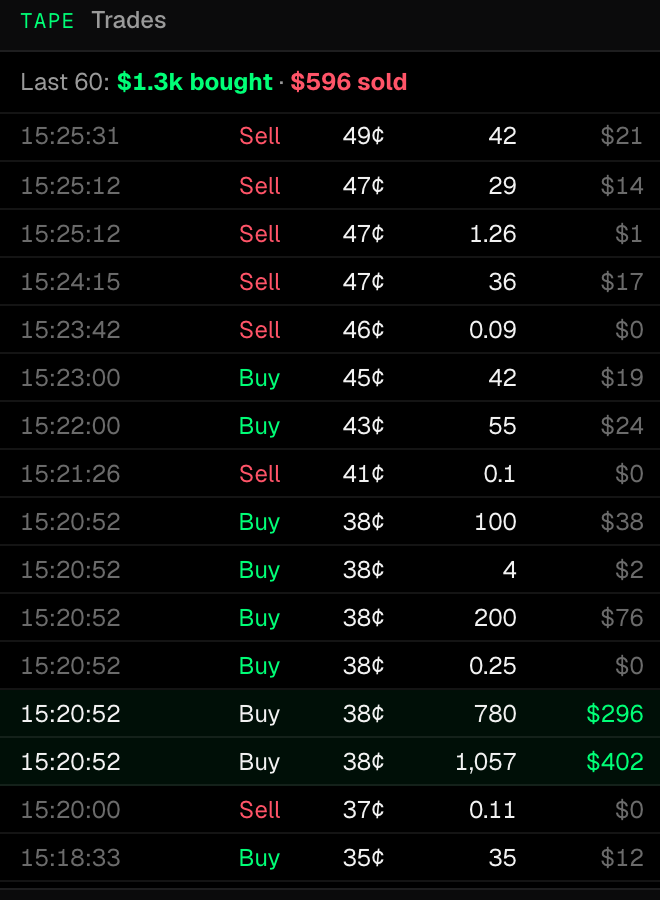 TAPE Trades
Last 60: $1.3k bought · $596 sold
15:25:31 Sell 49¢ 42 $21
15:25:12 Sell 47¢ 29 $14
15:25:12 Sell 47¢ 1.26 $1
15:24:15 Sell 47¢ 36 $17
15:23:42 Sell 46¢ 0.09 $0
15:23:00 Buy 45¢ 42 $19
15:22:00 Buy 43¢ 55 $24
15:21:26 Sell 41¢ 0.1 $0
15:20:52 Buy 38¢ 100 $38
15:20:52 Buy 38¢ 4 $2
15:20:52 Buy 38¢ 200 $76
15:20:52 Buy 38¢ 0.25 $0
15:20:52 Buy 38¢ 780 $296
15:20:52 Buy 38¢ 1,057 $402
15:20:00 Sell 37¢ 0.11 $0
15:18:33 Buy 35¢ 35 $12